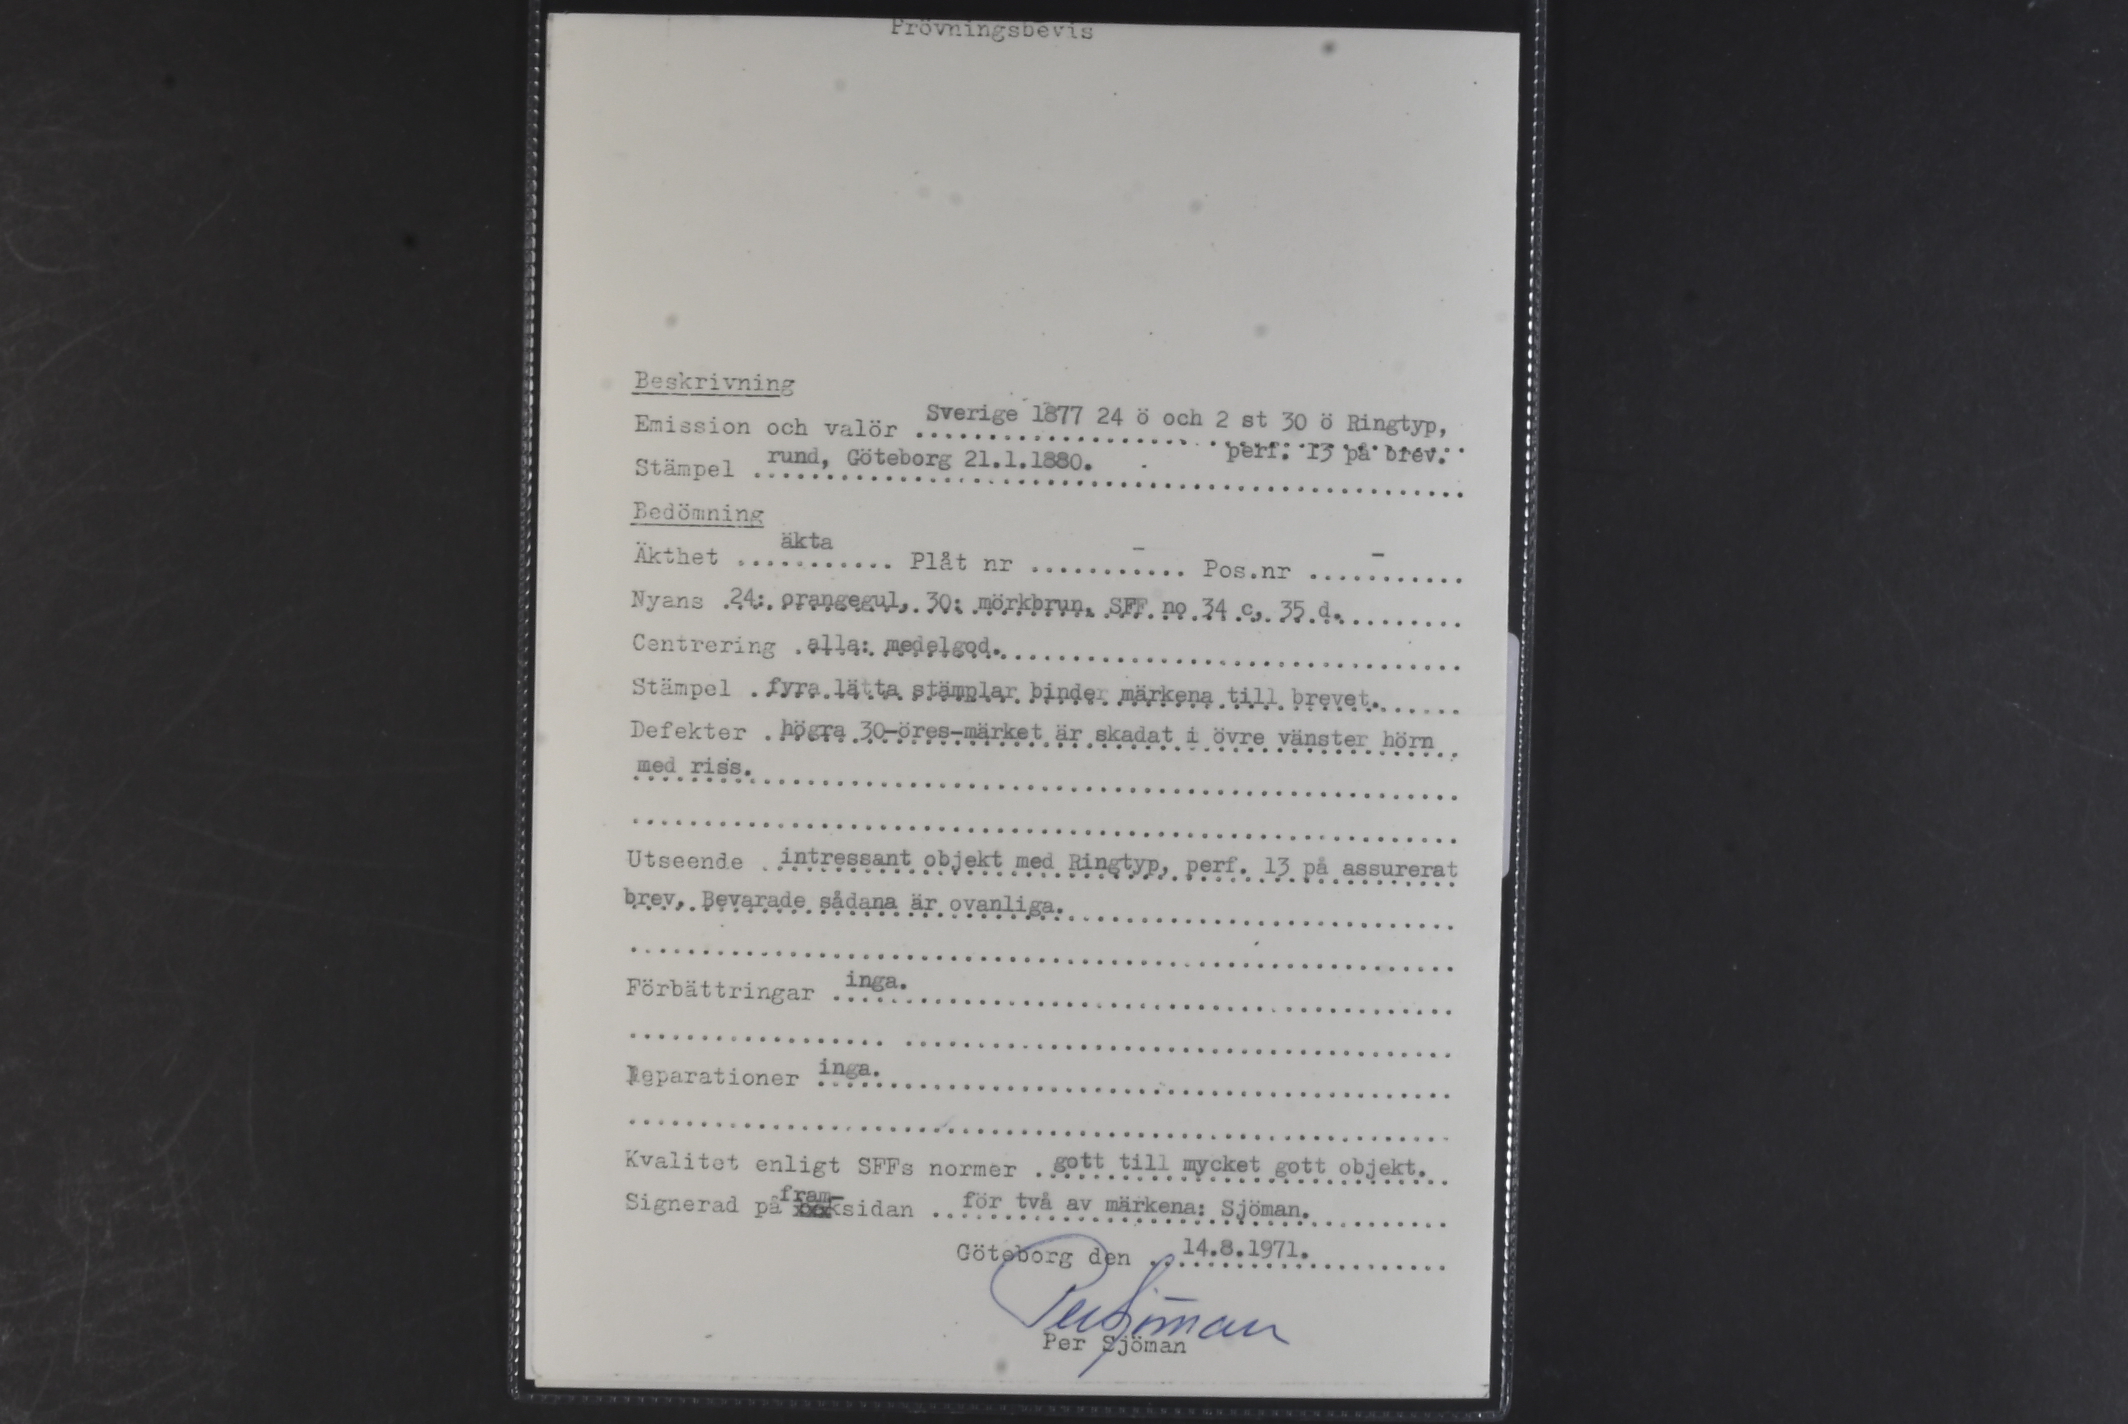 Prövningsbevis
Beskrivning
Emission och valör Sverige 1877 24 ö och 2 st 30 ö Ringtyp,
perf. 13 på brev.
Stämpel rund, Göteborg 21.1.1880.
Bedömning
Äkthet äkta Plåt nr - Pos.nr -
Nyans 24: orangegul, 30: mörkbrun. SFF no 34 c, 35 d.
Centrering alla: medelgod.
Stämpel fyra lätta stämplar binder märkena till brevet.
Defekter högra 30-öres-märket är skadat i övre vänster hörn
med riss.
Utseende intressant objekt med Ringtyp, perf. 13 på assurerat
brev. Bevarade sådana är ovanliga.
Förbättringar inga.
Reparationer inga.
Kvalitet enligt SFFs normer gott till mycket gott objekt.
Signerad på fram-sidan för två av märkena: Sjöman.
Göteborg den 14.8.1971.
Per Sjöman
Per Sjöman